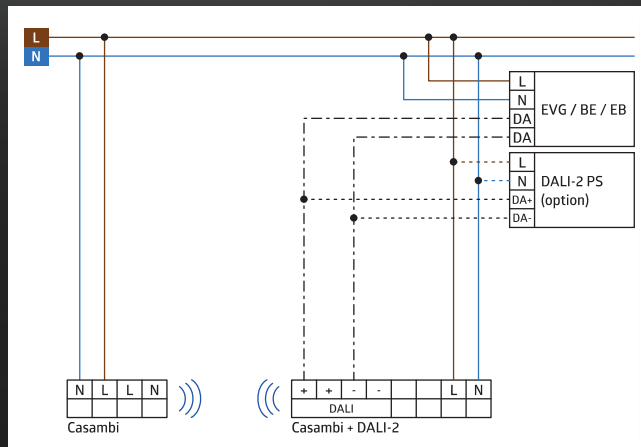 L
N
L
N
EVG / BE / EB
DA
DA
L
N
DALI-2 PS
DA+
(option)
DA-
N L L N
+ + - - L N
DALI
Casambi
Casambi + DALI-2